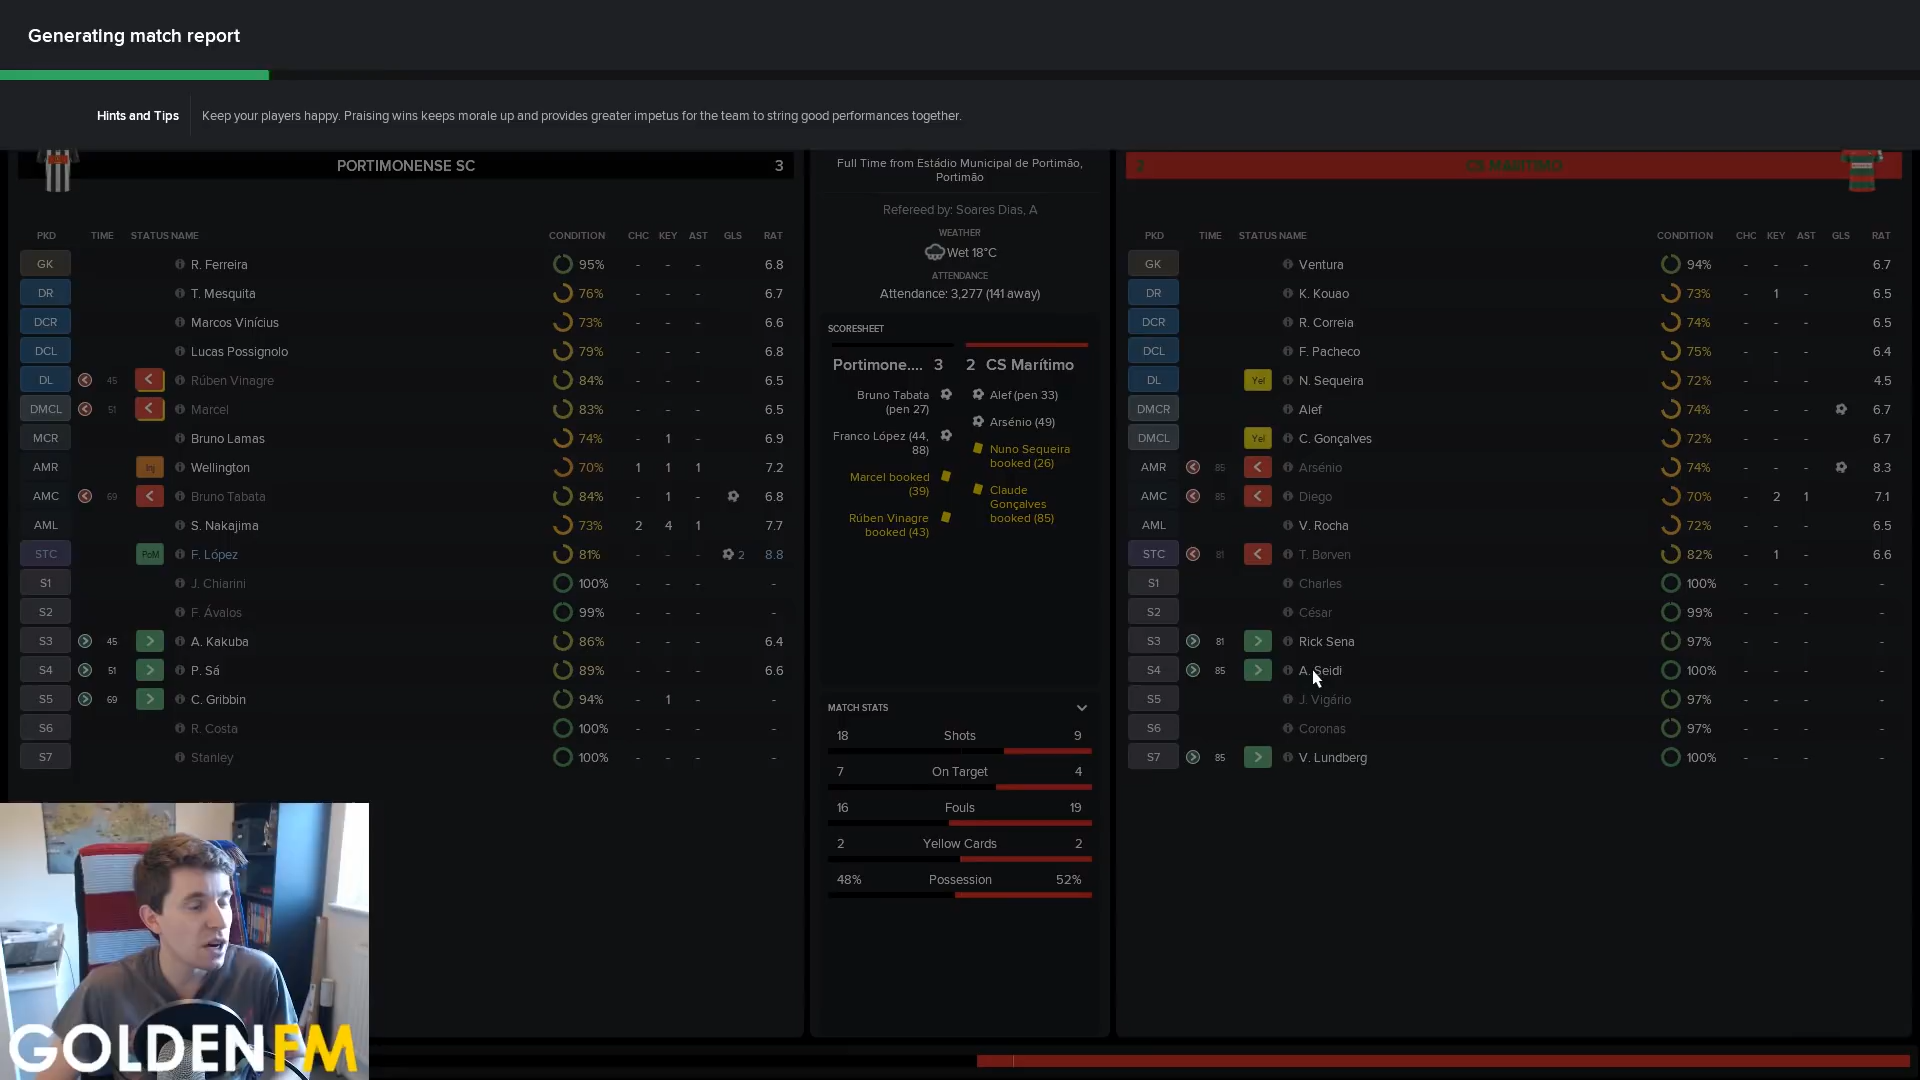 Generating match report
Hints and Tips
Keep your players happy. Praising wins keeps morale up and provides greater impetus for the team to string good performances together.
PORTIMONENSE SC 3
PKD TIME STATUS NAME CONDITION CHC KEY AST GLS RAT
GK R. Ferreira 95% - - - 6.8
DR T. Mesquita 76% - - - 6.7
DCR Marcos Vinícius 73% - - - 6.6
DCL Lucas Possignolo 79% - - - 6.8
DL 45 Rúben Vinagre 84% - - - 6.5
DMCL 51 Marcel 83% - - - 6.5
MCR Bruno Lamas 74% - 1 - 6.9
AMR Inj Wellington 70% 1 1 1 7.2
AMC 69 Bruno Tabata 84% - 1 - 6.8
AML S. Nakajima 73% 2 4 1 7.7
STC PoM F. López 81% - - - 2 8.8
S1 J. Chiarini 100% - - - -
S2 F. Ávalos 99% - - - -
S3 45 A. Kakuba 86% - - - 6.4
S4 51 P. Sá 89% - - - 6.6
S5 69 C. Gribbin 94% - 1 - -
S6 R. Costa 100% - - - -
S7 Stanley 100% - - - -
Full Time from Estádio Municipal de Portimão,
Portimão
Refereed by: Soares Dias, A
WEATHER
Wet 18°C
ATTENDANCE
Attendance: 3,277 (141 away)
SCORESHEET
Portimone.... 3 2 CS Marítimo
Bruno Tabata
(pen 27)
Franco López (44,
88)
Marcel booked
(39)
Rúben Vinagre
booked (43)
Alef (pen 33)
Arsénio (49)
Nuno Sequeira
booked (26)
Claude
Gonçalves
booked (85)
MATCH STATS
18 Shots 9
7 On Target 4
16 Fouls 19
2 Yellow Cards 2
48% Possession 52%
2 CS MARÍTIMO
PKD TIME STATUS NAME CONDITION CHC KEY AST GLS RAT
GK Ventura 94% - - - 6.7
DR K. Kouao 73% - 1 - 6.5
DCR R. Correia 74% - - - 6.5
DCL F. Pacheco 75% - - - 6.4
DL Yel N. Sequeira 72% - - - 4.5
DMCR Alef 74% - - - 6.7
DMCL Yel C. Gonçalves 72% - - - 6.7
AMR 85 Arsénio 74% - - - 8.3
AMC 85 Diego 70% - 2 1 7.1
AML V. Rocha 72% - - - 6.5
STC 81 T. Børven 82% - 1 - 6.6
S1 Charles 100% - - - -
S2 César 99% - - - -
S3 81 Rick Sena 97% - - - -
S4 85 A. Seidi 100% - - - -
S5 J. Vigário 97% - - - -
S6 Coronas 97% - - - -
S7 85 V. Lundberg 100% - - - -
GOLDENFM